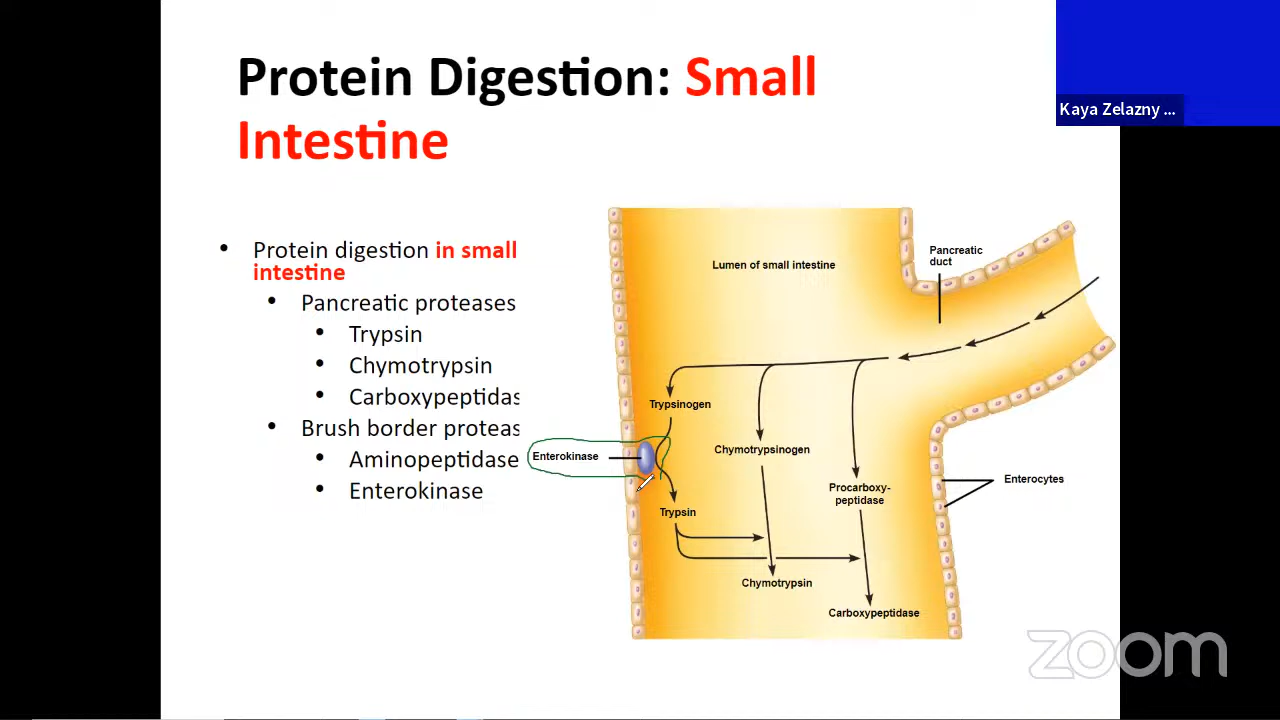 Protein Digestion: Small
Intestine
Kaya Zelazny ...
Protein digestion in small
intestine
Pancreatic proteases
Trypsin
Chymotrypsin
Carboxypeptidas
Brush border proteas
Aminopeptidase
Enterokinase
Lumen of small intestine
Pancreatic
duct
Trypsinogen
Chymotrypsinogen
Enterokinase
Procarboxy-
peptidase
Enterocytes
Trypsin
Chymotrypsin
Carboxypeptidase
zoom